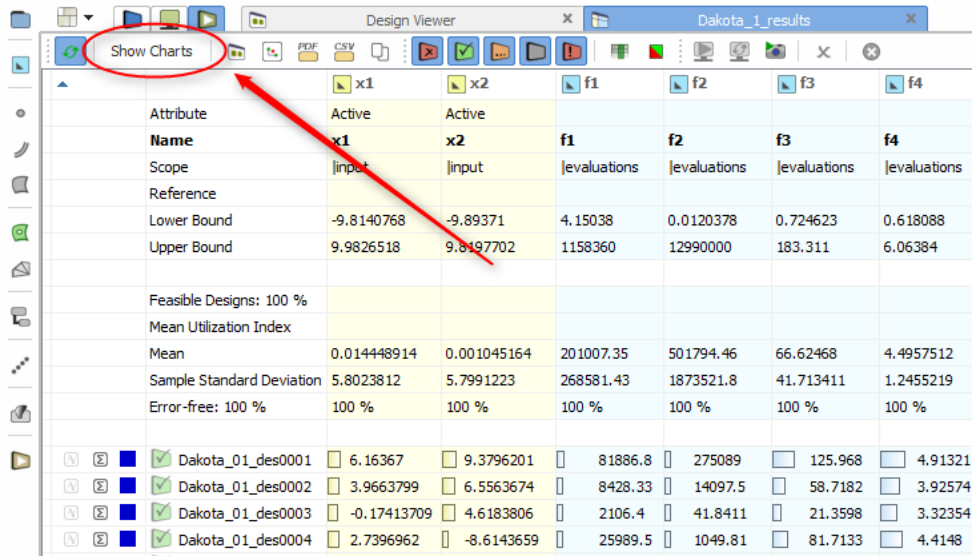 Design Viewer Dakota_1_results
Show Charts PDF CSV
x1 x2 f1 f2 f3 f4
Attribute Active Active
Name x1 x2 f1 f2 f3 f4
Scope |input |input |evaluations |evaluations |evaluations |evaluations
Reference
Lower Bound -9.8140768 -9.89371 4.15038 0.0120378 0.724623 0.618088
Upper Bound 9.9826518 9.8197702 1158360 12990000 183.311 6.06384
Feasible Designs: 100 %
Mean Utilization Index
Mean 0.014448914 0.001045164 201007.35 501794.46 66.62468 4.4957512
Sample Standard Deviation 5.8023812 5.7991223 268581.43 1873521.8 41.713411 1.2455219
Error-free: 100 % 100 % 100 % 100 % 100 % 100 % 100 %
Σ Dakota_01_des0001 6.16367 9.3796201 81886.8 275089 125.968 4.91321
Σ Dakota_01_des0002 3.9663799 6.5563674 8428.33 14097.5 58.7182 3.92574
Σ Dakota_01_des0003 -0.17413709 4.6183806 2106.4 41.8411 21.3598 3.32354
Σ Dakota_01_des0004 2.7396962 -8.6143659 25989.5 1049.81 81.7133 4.4148